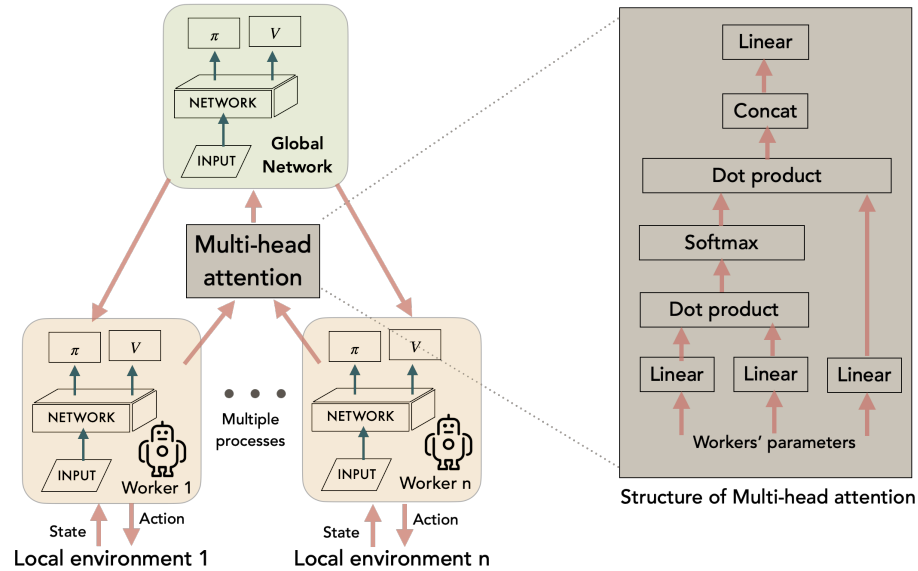 π V
NETWORK
INPUT
Global
Network
Multi-head
attention
π V
NETWORK
INPUT
Worker 1
Multiple
processes
π V
NETWORK
INPUT
Worker n
State
Action
State
Action
Local environment 1
Local environment n
Linear
Concat
Dot product
Softmax
Dot product
Linear Linear Linear
Workers' parameters
Structure of Multi-head attention